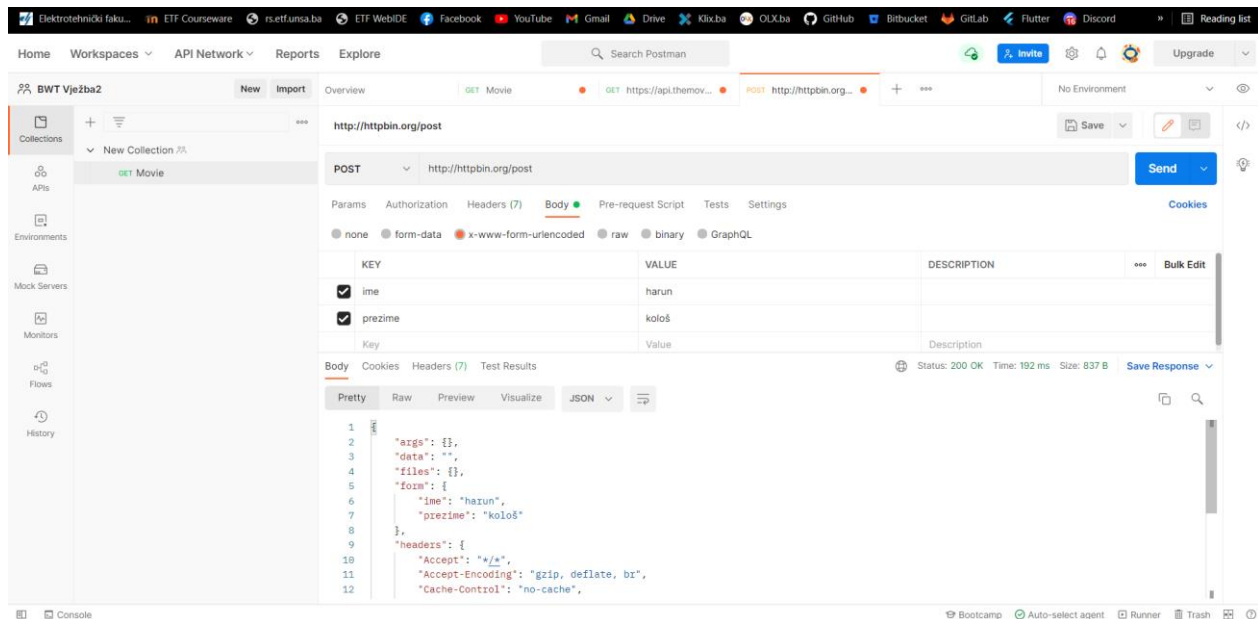 Elektrotehnički faku... ETF Courseware rs.etf.unsa.ba ETF WebIDE Facebook YouTube Gmail Drive Klix.ba OLX.ba GitHub Bitbucket GitLab Flutter Discord » Reading list
Home Workspaces API Network Reports Explore Search Postman Invite Upgrade
BWT Vježba2 New Import Overview GET Movie GET https://api.themov... POST http://httpbin.org... + ooo No Environment
Collections
+ ooo
New Collection
GET Movie
APIs
Environments
Mock Servers
Monitors
Flows
History
http://httpbin.org/post Save
POST http://httpbin.org/post Send
Params Authorization Headers (7) Body Pre-request Script Tests Settings Cookies
none form-data x-www-form-urlencoded raw binary GraphQL
KEY VALUE DESCRIPTION ooo Bulk Edit
ime harun
prezime kološ
Key Value Description
Body Cookies Headers (7) Test Results Status: 200 OK Time: 192 ms Size: 837 B Save Response
Pretty Raw Preview Visualize JSON
1 {
2 "args": {},
3 "data": "",
4 "files": {},
5 "form": {
6 "ime": "harun",
7 "prezime": "kološ"
8 },
9 "headers": {
10 "Accept": "*/*",
11 "Accept-Encoding": "gzip, deflate, br",
12 "Cache-Control": "no-cache",
Console Bootcamp Auto-select agent Runner Trash